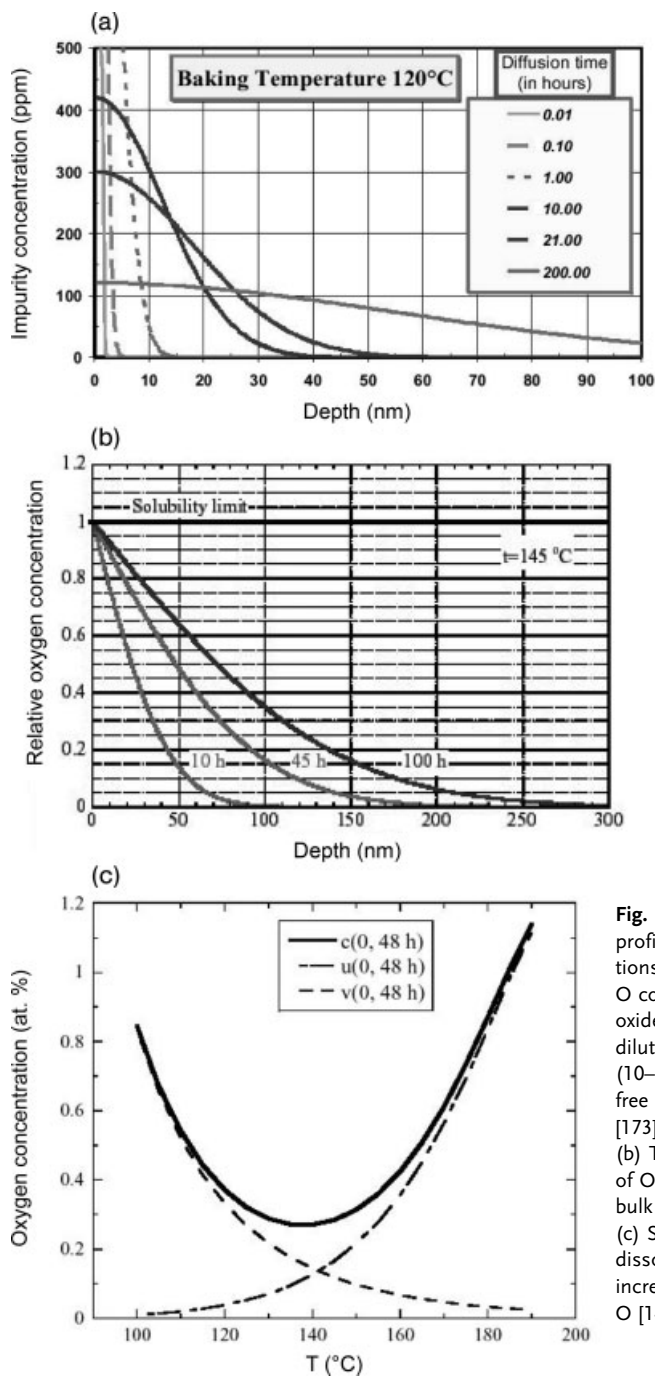 (a)
500
400
300
200
100
0
Impurity concentration (ppm)
Baking Temperature 120°C
Diffusion time
(in hours)
0.01
0.10
1.00
10.00
21.00
200.00
0 10 20 30 40 50 60 70 80 90 100
Depth (nm)
(b)
1.2
1
0.8
0.6
0.4
0.2
0
Relative oxygen concentration
Solubility limit
t=145 ⁰C
10 h 45 h 100 h
0 50 100 150 200 250 300
Depth (nm)
(c)
1.2
1
0.8
0.6
0.4
0.2
0
Oxygen concentration (at. %)
c(0, 48 h)
u(0, 48 h)
v(0, 48 h)
100 120 140 160 180 200
T (°C)
Fig.
profi
tions
O co
oxide
dilut
(10–
free
[173]
(b) T
of O
bulk
(c) S
disso
incre
O [1